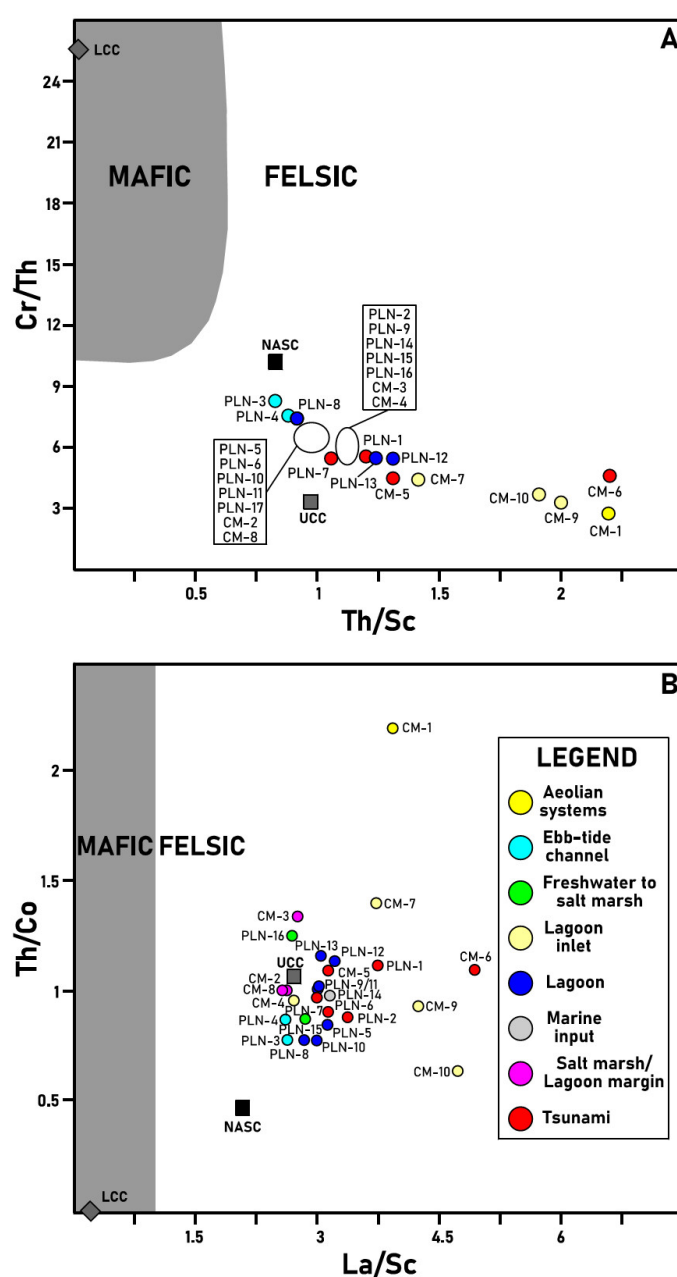 A
LCC
24
21
18
15
12
9
6
3
Cr/Th
MAFIC
FELSIC
NASC
PLN-2
PLN-9
PLN-14
PLN-15
PLN-16
CM-3
CM-4
PLN-3
PLN-8
PLN-4
PLN-1
PLN-12
PLN-7
PLN-13
CM-5
CM-7
PLN-5
PLN-6
PLN-10
PLN-11
PLN-17
CM-2
CM-8
UCC
CM-10
CM-9
CM-6
CM-1
0.5
1
1.5
2
Th/Sc
B
CM-1
2
1.5
1
0.5
Th/Co
MAFIC
FELSIC
CM-7
CM-3
PLN-16
PLN-13
PLN-12
UCC
CM-5
PLN-1
CM-6
CM-2
PLN-9/11
CM-8
PLN-14
CM-4
PLN-7
PLN-6
CM-9
PLN-4
PLN-2
PLN-15
PLN-5
PLN-3
PLN-10
PLN-8
CM-10
NASC
LCC
LEGEND
Aeolian
systems
Ebb-tide
channel
Freshwater to
salt marsh
Lagoon
inlet
Lagoon
Marine
input
Salt marsh/
Lagoon margin
Tsunami
1.5
3
4.5
6
La/Sc